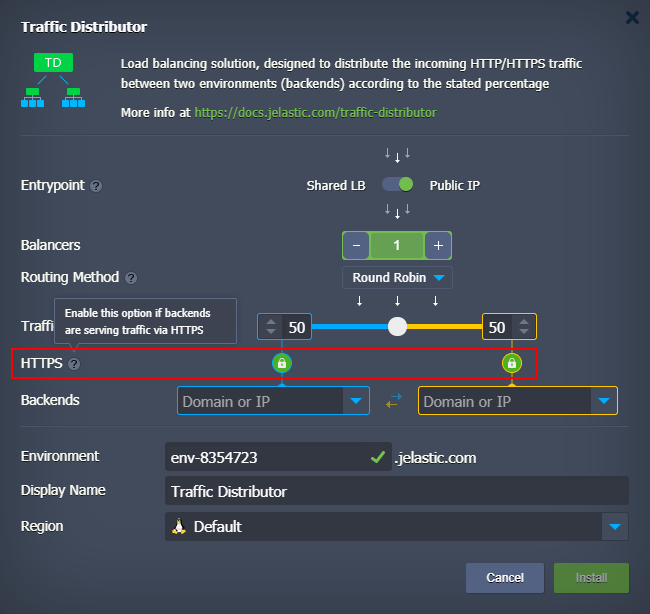 Traffic Distributor
TD
Load balancing solution, designed to distribute the incoming HTTP/HTTPS traffic
between two environments (backends) according to the stated percentage
More info at https://docs.jelastic.com/traffic-distributor
Entrypoint ?
Shared LB Public IP
Balancers
− 1 +
Routing Method ?
Round Robin
Enable this option if backends
are serving traffic via HTTPS
Traffi
50 50
HTTPS ?
Backends
Domain or IP Domain or IP
Environment
env-8354723 .jelastic.com
Display Name
Traffic Distributor
Region
Default
Cancel Install